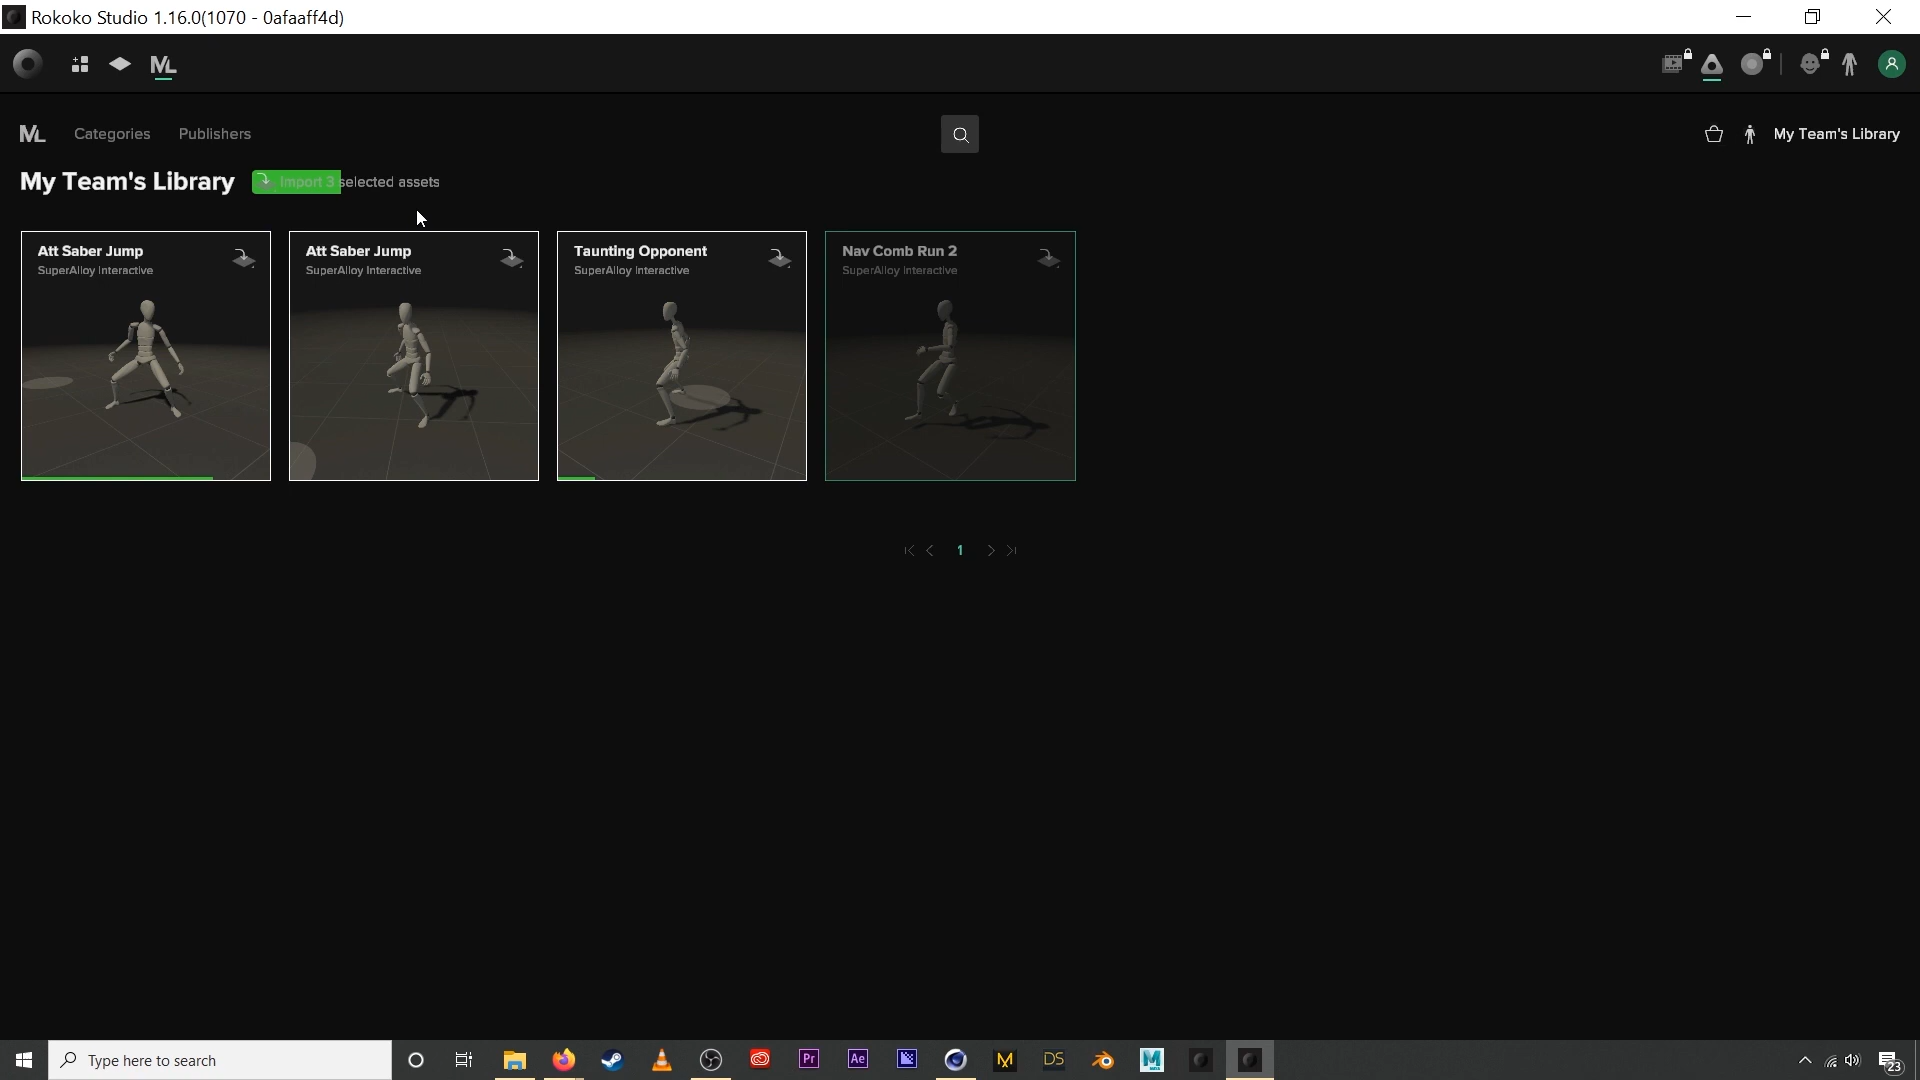 Rokoko Studio 1.16.0(1070 - 0afaaff4d)
ML
ML Categories Publishers My Team's Library
My Team's Library Import 3 selected assets
Att Saber Jump
SuperAlloy Interactive
Att Saber Jump
SuperAlloy Interactive
Taunting Opponent
SuperAlloy Interactive
Nav Comb Run 2
SuperAlloy Interactive
1
Type here to search
Pr
Ae
DS
M
23